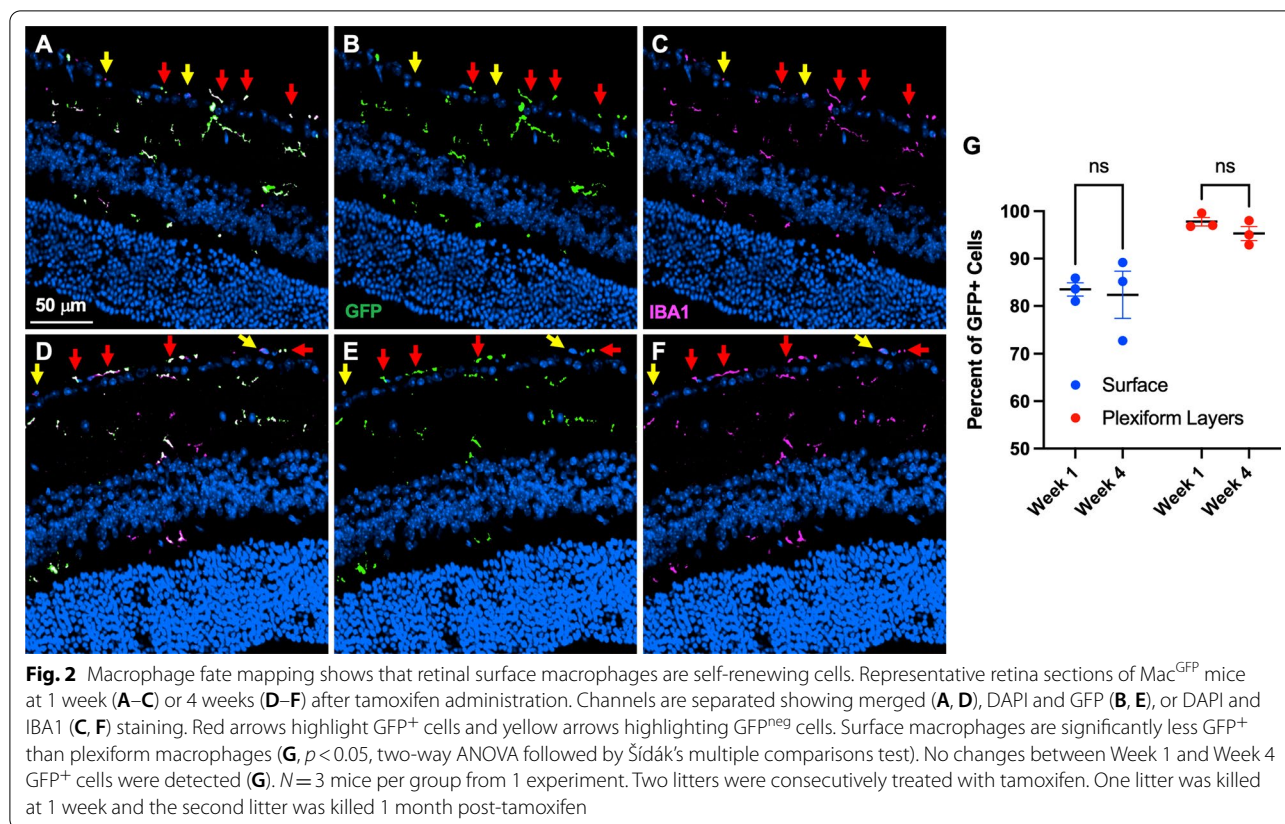 A
B
C
50 μm
GFP
IBA1
D
E
F
G
ns
ns
Percent of GFP+ Cells
100
90
80
70
60
50
Surface
Plexiform Layers
Week 1
Week 4
Week 1
Week 4
Fig. 2 Macrophage fate mapping shows that retinal surface macrophages are self-renewing cells. Representative retina sections of Mac^GFP mice
at 1 week (A–C) or 4 weeks (D–F) after tamoxifen administration. Channels are separated showing merged (A, D), DAPI and GFP (B, E), or DAPI and
IBA1 (C, F) staining. Red arrows highlight GFP⁺ cells and yellow arrows highlighting GFP^neg cells. Surface macrophages are significantly less GFP⁺
than plexiform macrophages (G, p < 0.05, two-way ANOVA followed by Šídák's multiple comparisons test). No changes between Week 1 and Week 4
GFP⁺ cells were detected (G). N = 3 mice per group from 1 experiment. Two litters were consecutively treated with tamoxifen. One litter was killed
at 1 week and the second litter was killed 1 month post-tamoxifen